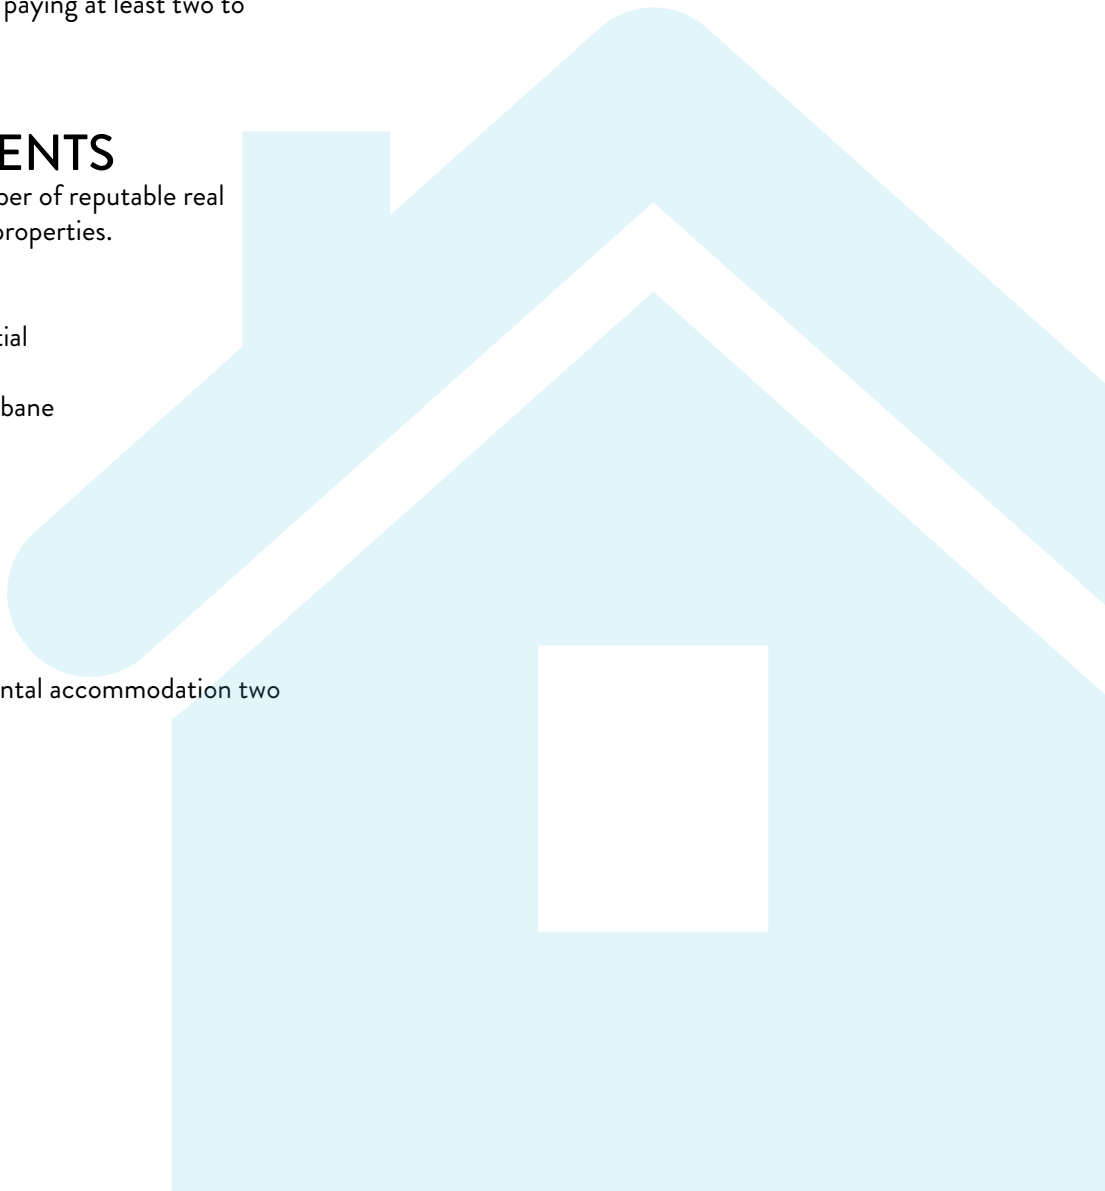 paying at least two to
ENTS
ber of reputable real
properties.
tial
bane
ntal accommodation two